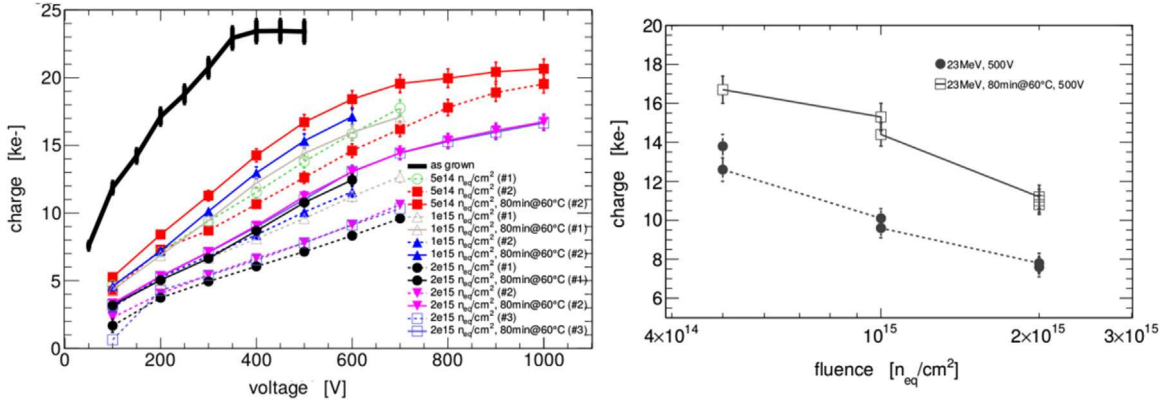 25
20
15
10
5
0
charge [ke-]
0 200 400 600 800 1000
voltage [V]
as grown
5e14 n_eq/cm² (#1)
5e14 n_eq/cm² (#2)
5e14 n_eq/cm², 80min@60°C (#2)
1e15 n_eq/cm² (#1)
1e15 n_eq/cm², 80min@60°C (#1)
1e15 n_eq/cm² (#2)
1e15 n_eq/cm², 80min@60°C (#2)
2e15 n_eq/cm² (#1)
2e15 n_eq/cm², 80min@60°C (#1)
2e15 n_eq/cm² (#2)
2e15 n_eq/cm², 80min@60°C (#2)
2e15 n_eq/cm² (#3)
2e15 n_eq/cm², 80min@60°C (#3)
20
18
16
14
12
10
8
6
charge [ke-]
23MeV, 500V
23MeV, 80min@60°C, 500V
4×10¹⁴ 10¹⁵ 2×10¹⁵ 3×10¹⁵
fluence [n_eq/cm²]